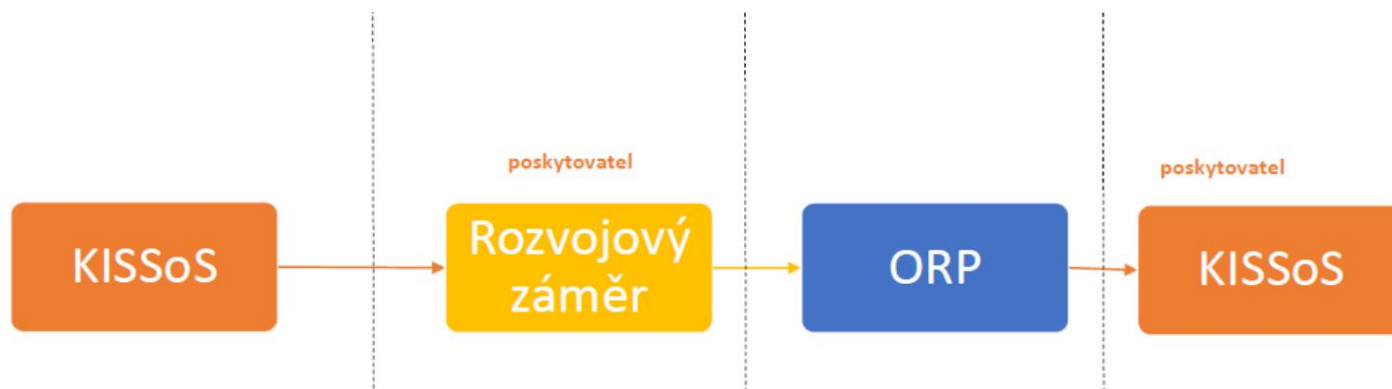 poskytovatel
poskytovatel
KISSoS
Rozvojový
záměr
ORP
KISSoS